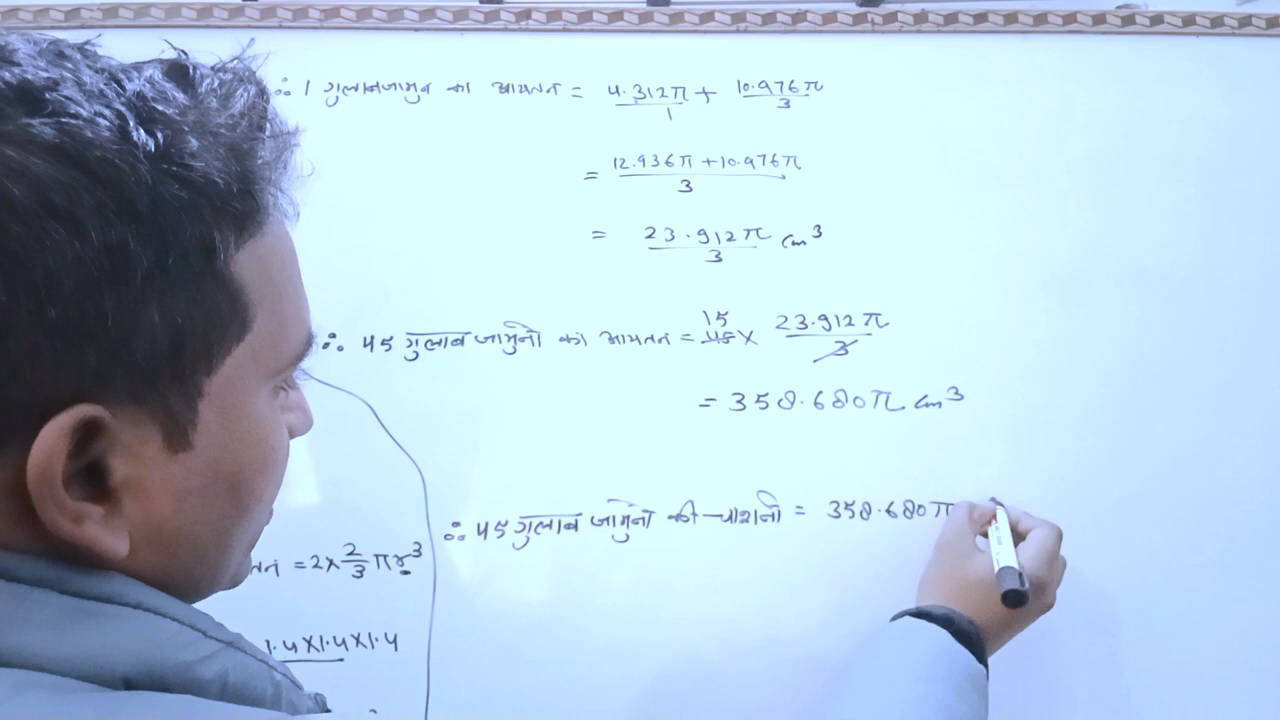 ∴ 1 गुलाबजामुन का आयतन = 4.312π/1 + 10.976π/3
= 12.936π + 10.976π/3
= 23.912π/3 cm³
∴ 45 गुलाब जामुनो का आयतन = 15 45 × 23.912π/3
= 358.680π cm³
∴ 45 गुलाब जामुनो की चाशनी = 358.680π
= 2 × 2/3 πr³
1.4 × 1.4 × 1.4